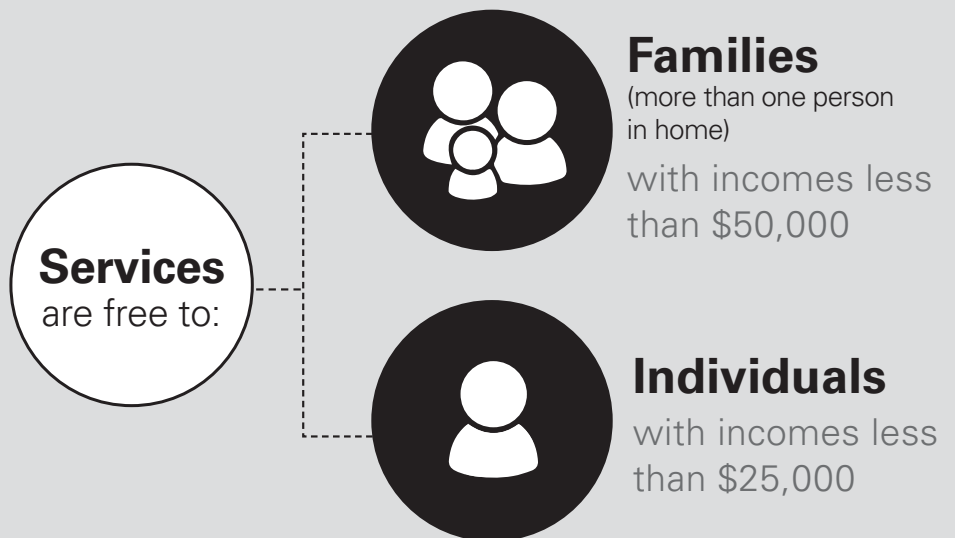 Services
are free to:
Families
(more than one person
in home)
with incomes less
than $50,000
Individuals
with incomes less
than $25,000